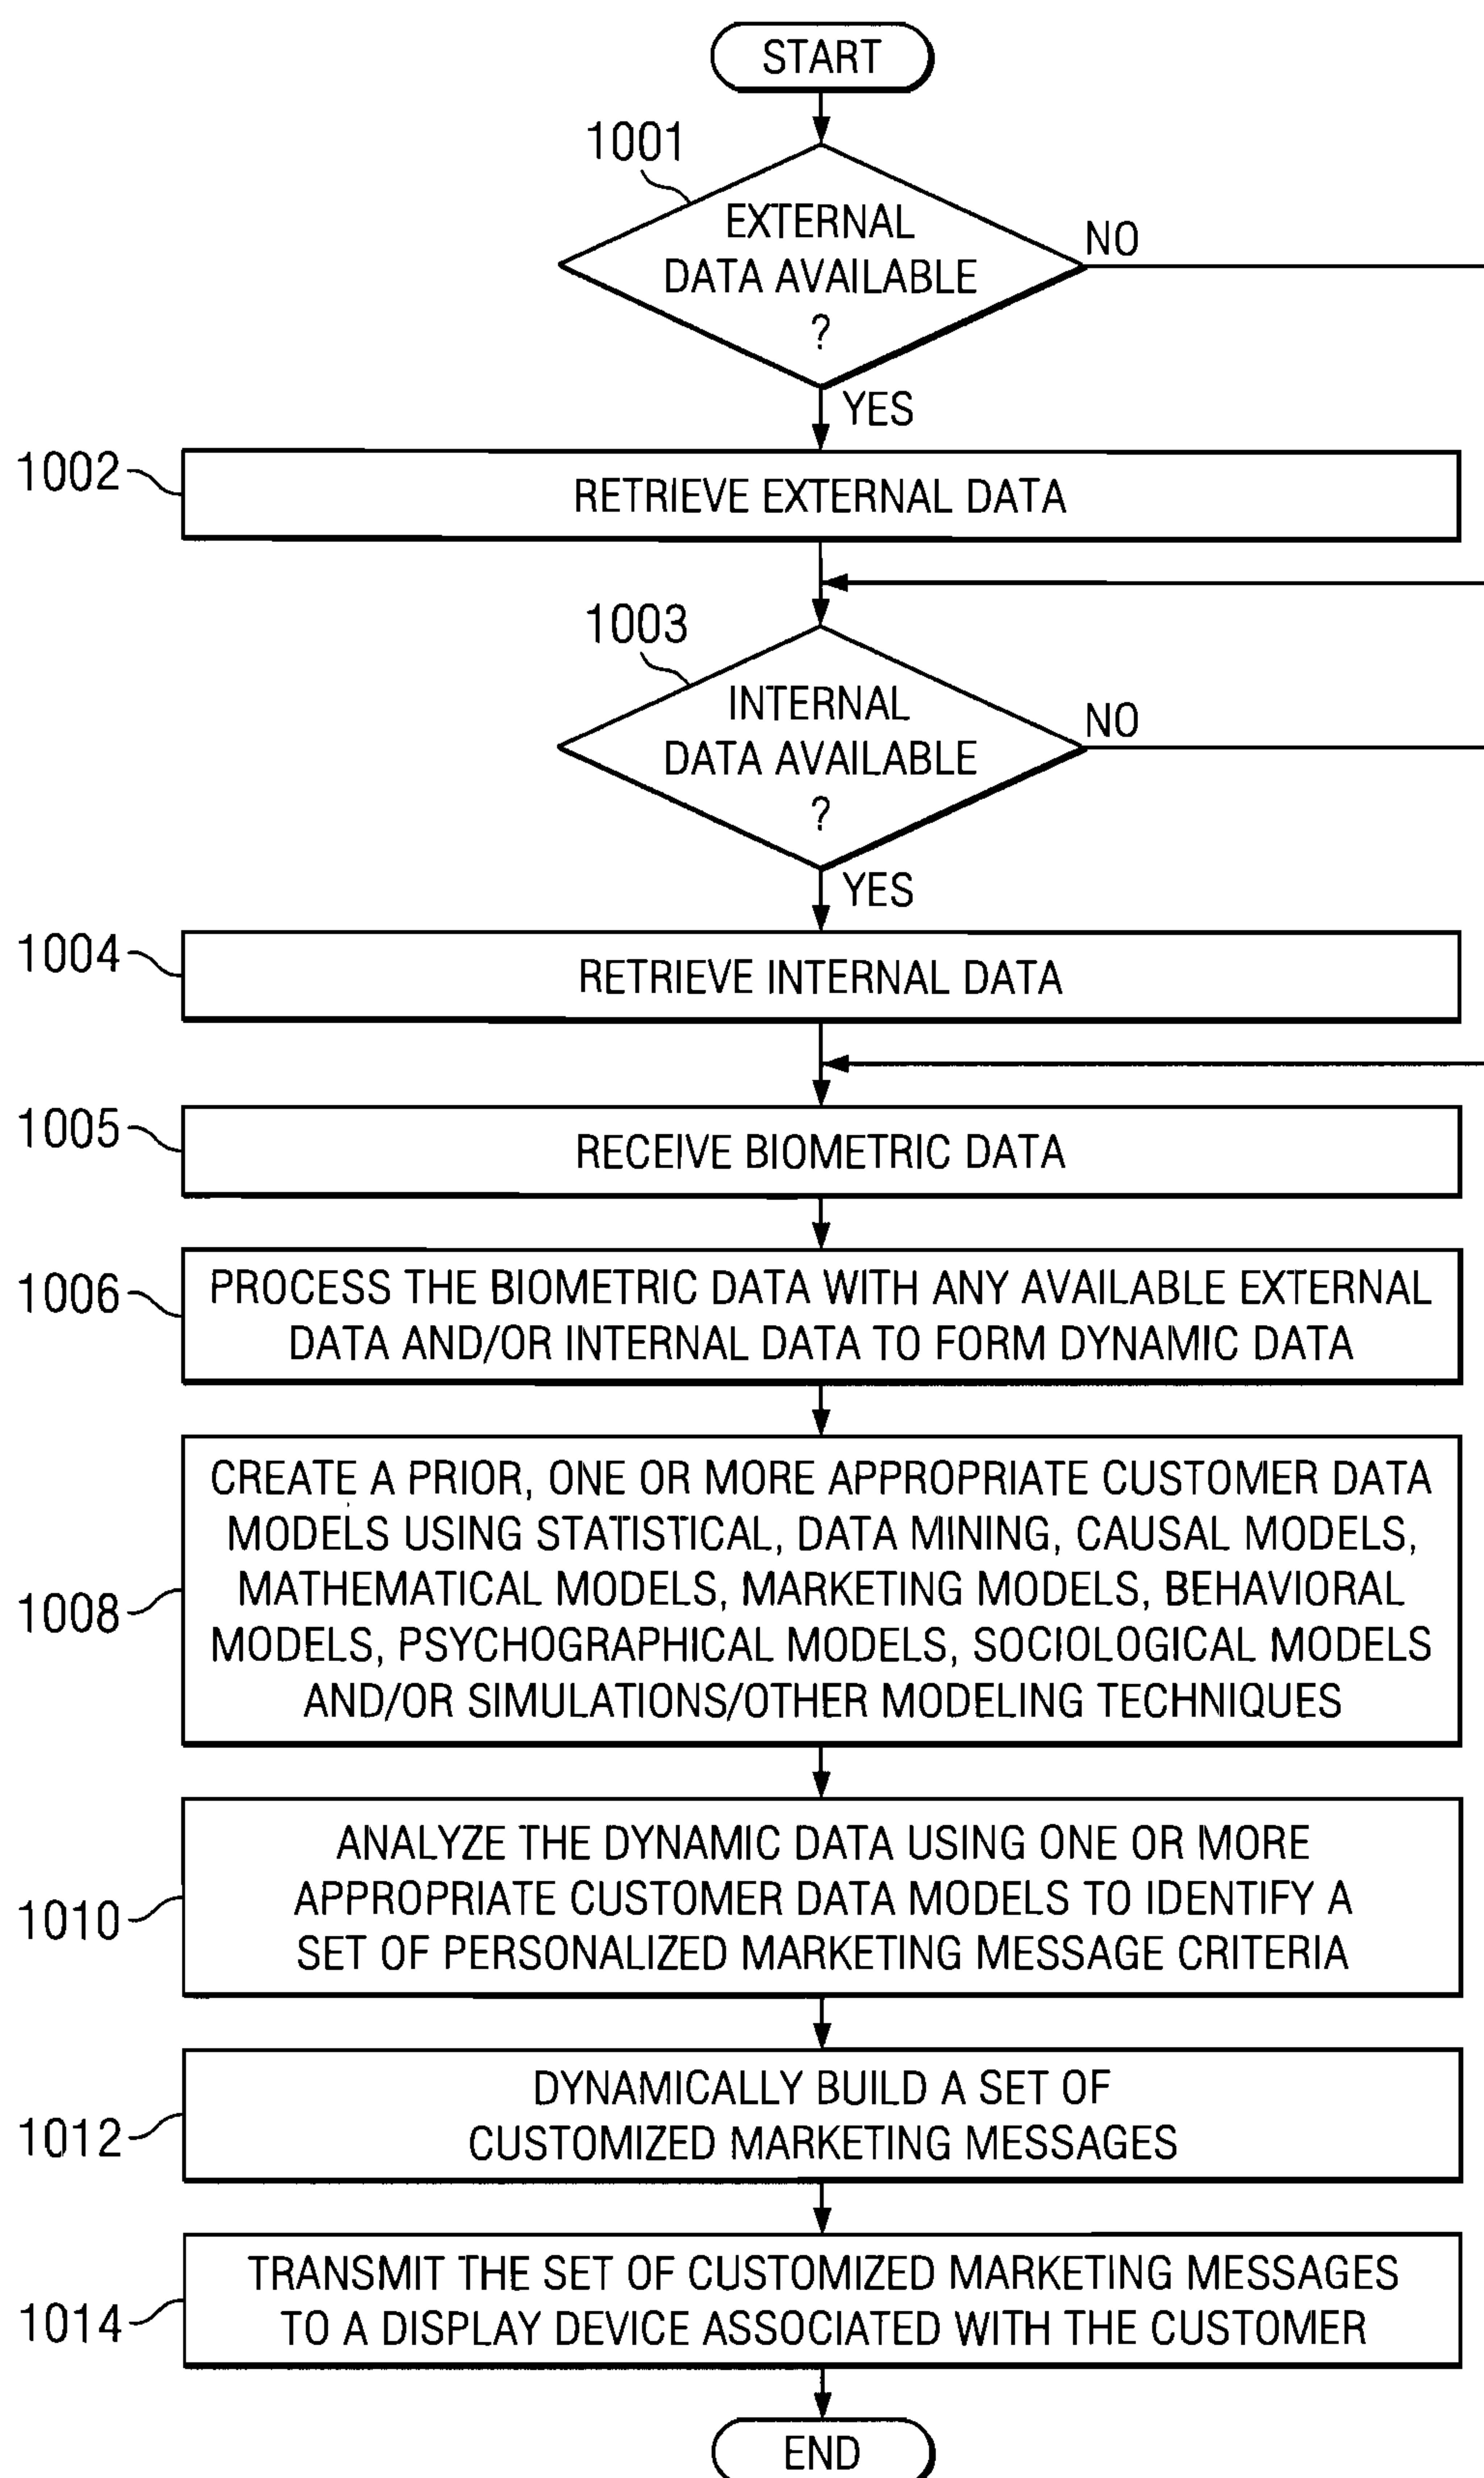 START
1001
EXTERNAL
DATA AVAILABLE
?
NO
YES
1002
RETRIEVE EXTERNAL DATA
1003
INTERNAL
DATA AVAILABLE
?
NO
YES
1004
RETRIEVE INTERNAL DATA
1005
RECEIVE BIOMETRIC DATA
1006
PROCESS THE BIOMETRIC DATA WITH ANY AVAILABLE EXTERNAL
DATA AND/OR INTERNAL DATA TO FORM DYNAMIC DATA
1008
CREATE A PRIOR, ONE OR MORE APPROPRIATE CUSTOMER DATA
MODELS USING STATISTICAL, DATA MINING, CAUSAL MODELS,
MATHEMATICAL MODELS, MARKETING MODELS, BEHAVIORAL
MODELS, PSYCHOGRAPHICAL MODELS, SOCIOLOGICAL MODELS
AND/OR SIMULATIONS/OTHER MODELING TECHNIQUES
1010
ANALYZE THE DYNAMIC DATA USING ONE OR MORE
APPROPRIATE CUSTOMER DATA MODELS TO IDENTIFY A
SET OF PERSONALIZED MARKETING MESSAGE CRITERIA
1012
DYNAMICALLY BUILD A SET OF
CUSTOMIZED MARKETING MESSAGES
1014
TRANSMIT THE SET OF CUSTOMIZED MARKETING MESSAGES
TO A DISPLAY DEVICE ASSOCIATED WITH THE CUSTOMER
END